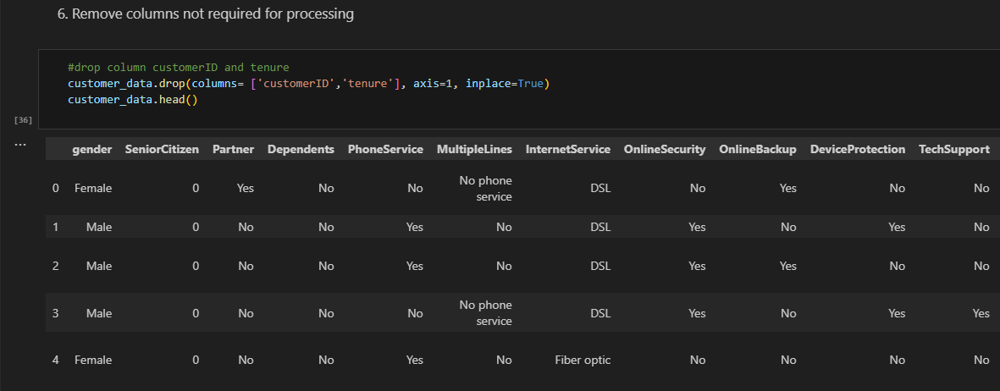 6. Remove columns not required for processing
#drop column customerID and tenure
customer_data.drop(columns= ['customerID','tenure'], axis=1, inplace=True)
customer_data.head()
[36]
...
gender SeniorCitizen Partner Dependents PhoneService MultipleLines InternetService OnlineSecurity OnlineBackup DeviceProtection TechSupport
0 Female 0 Yes No No No phone service DSL No Yes No No
1 Male 0 No No Yes No DSL Yes No Yes No
2 Male 0 No No Yes No DSL Yes Yes No No
3 Male 0 No No No No phone service DSL Yes No Yes Yes
4 Female 0 No No Yes No Fiber optic No No No No